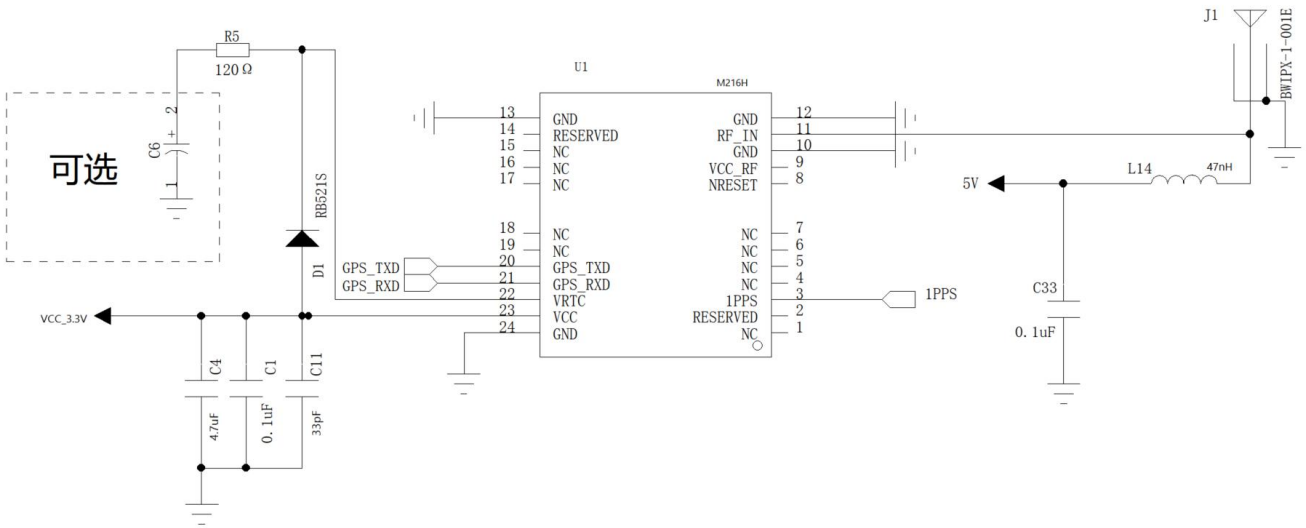 J1
BWIPX-1-001E
R5
120Ω
U1
M216H
2
+
C6
1
可选
RB521S
D1
13 GND
14 RESERVED
15 NC
16 NC
17 NC
18 NC
19 NC
GPS_TXD 20 GPS_TXD
GPS_RXD 21 GPS_RXD
22 VRTC
23 VCC
24 GND
GND 12
RF_IN 11
GND 10
VCC_RF 9
NRESET 8
NC 7
NC 6
NC 5
NC 4
1PPS 3 1PPS
RESERVED 2
NC 1
5V
L14 47nH
C33
0.1uF
VCC_3.3V
C4
4.7uF
C1
0.1uF
C11
33pF